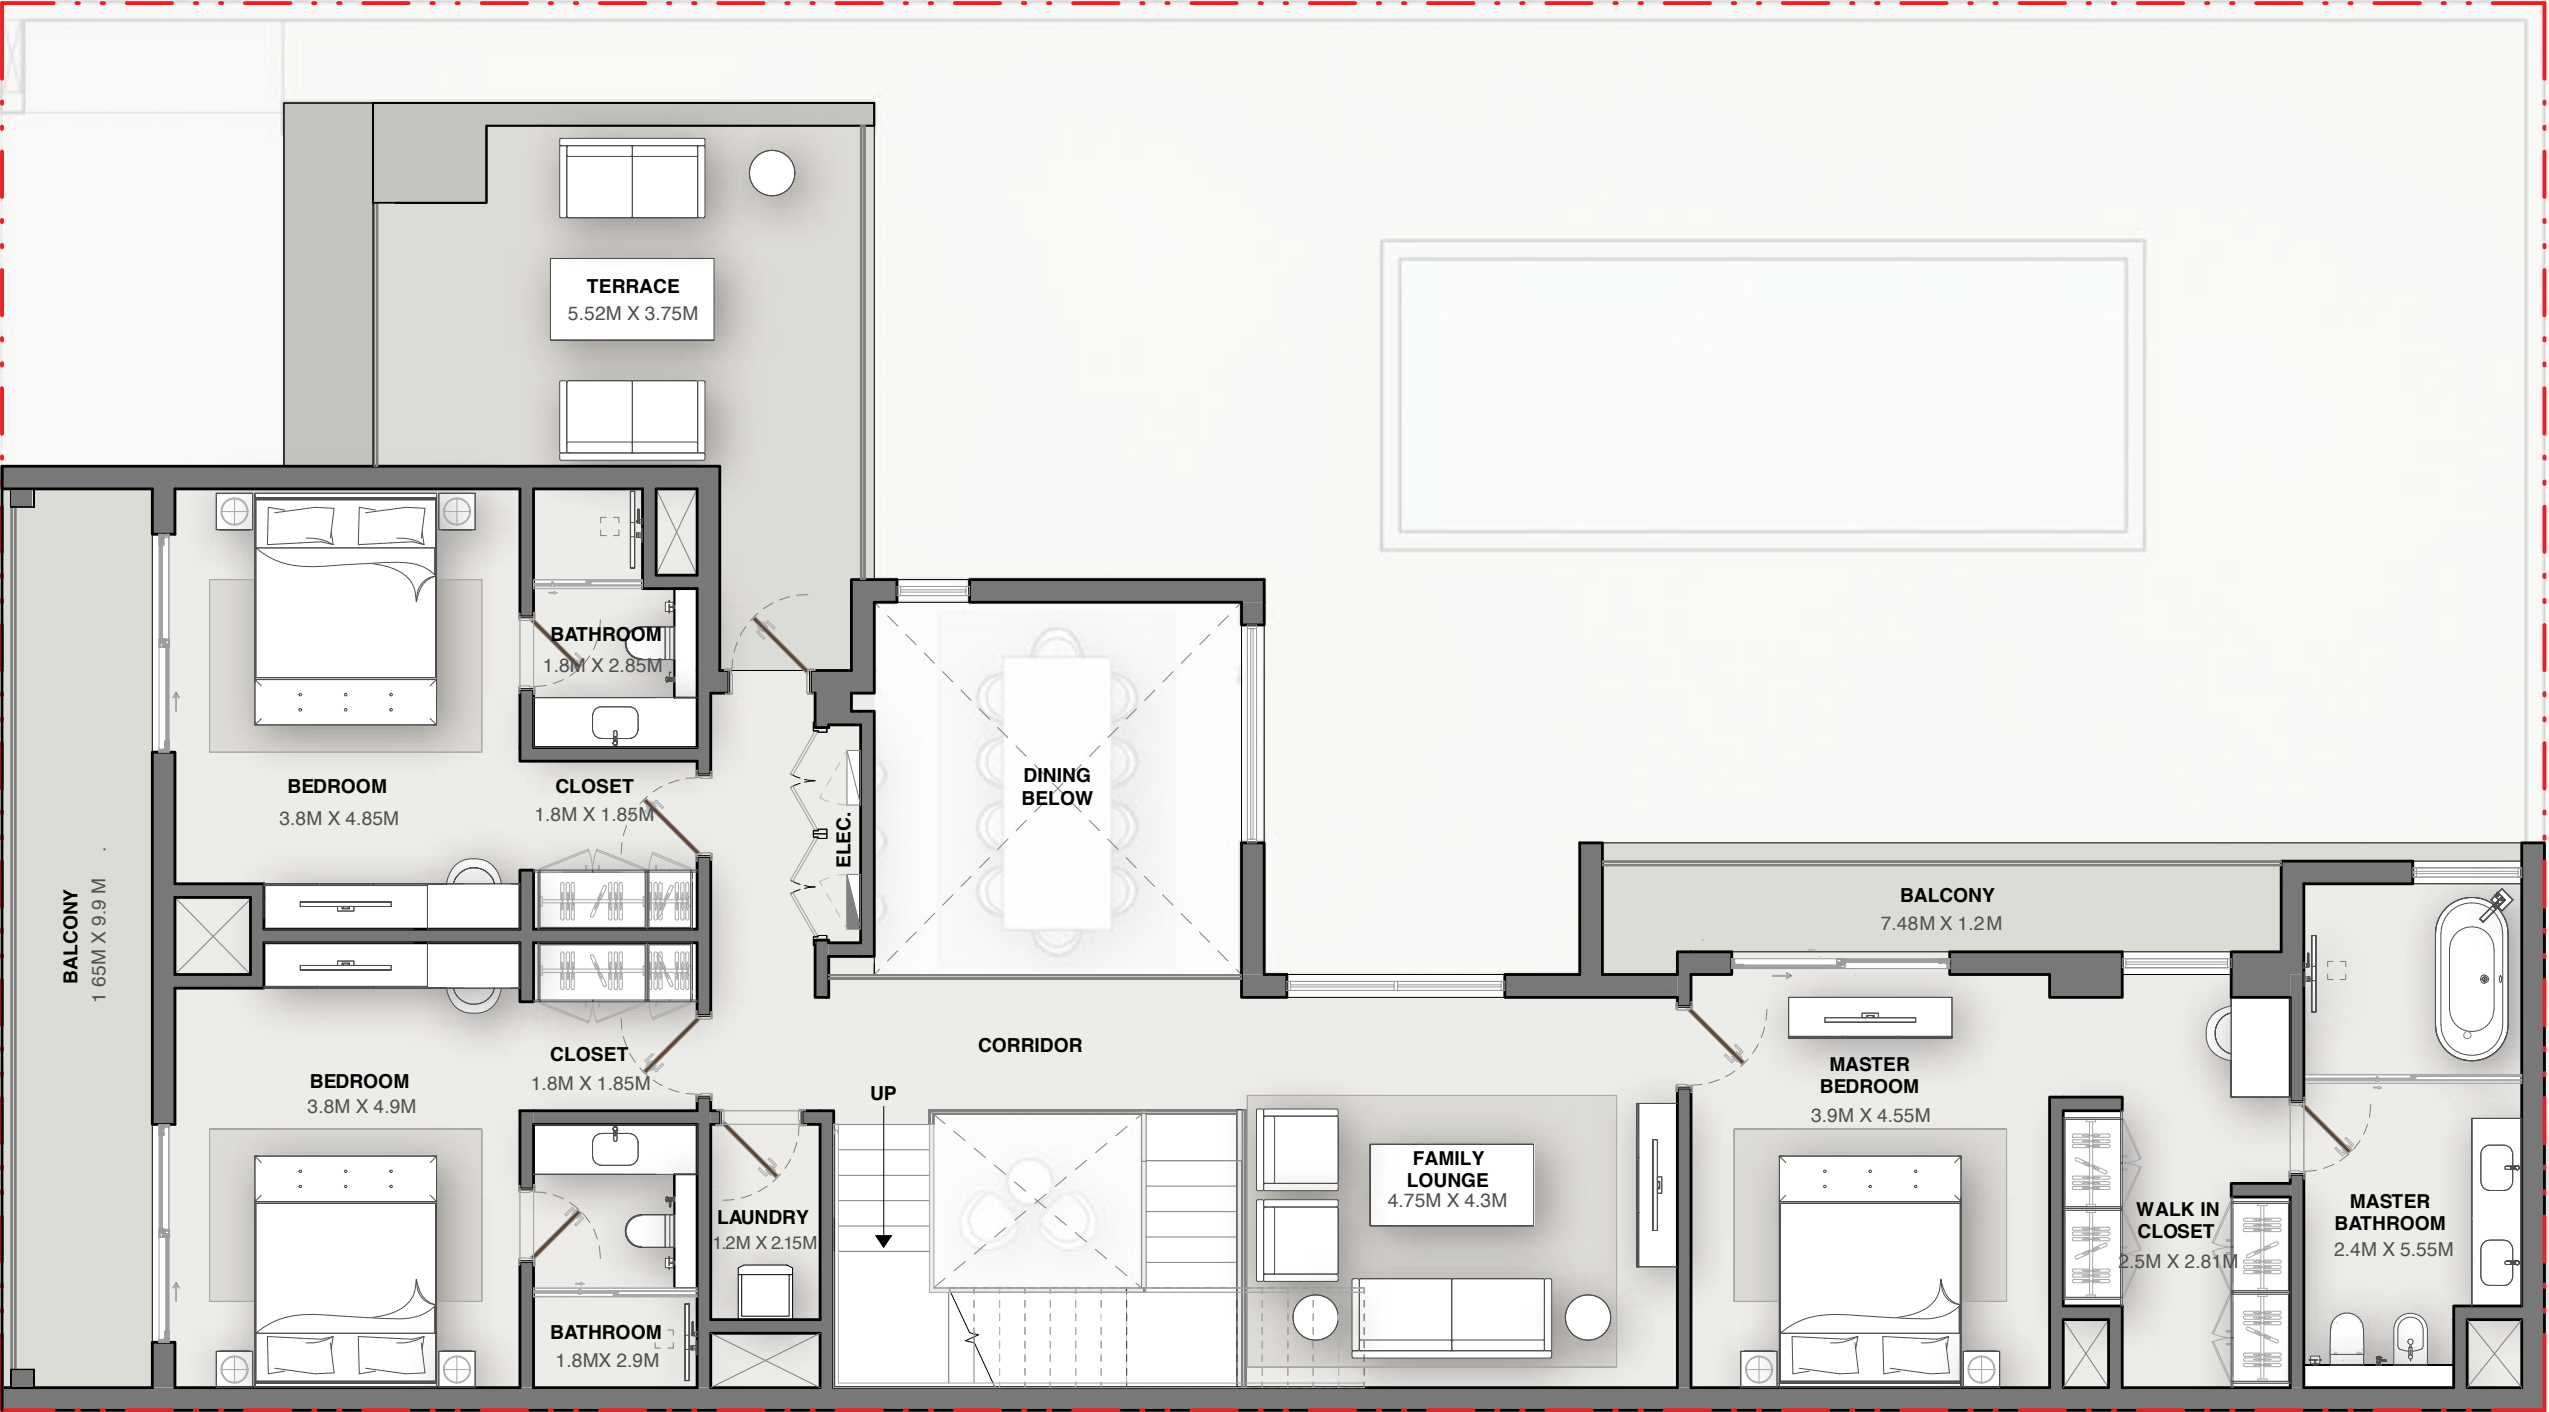 TERRACE
5.52M X 3.75M
BATHROOM
1.8M X 2.85M
BEDROOM
3.8M X 4.85M
CLOSET
1.8M X 1.85M
ELEC.
DINING
BELOW
BALCONY
1 65M X 9.9 M
BALCONY
7.48M X 1.2M
CORRIDOR
CLOSET
1.8M X 1.85M
BEDROOM
3.8M X 4.9M
UP
MASTER
BEDROOM
3.9M X 4.55M
FAMILY
LOUNGE
4.75M X 4.3M
LAUNDRY
1.2M X 2.15M
WALK IN
CLOSET
2.5M X 2.81M
MASTER
BATHROOM
2.4M X 5.55M
BATHROOM
1.8MX 2.9M